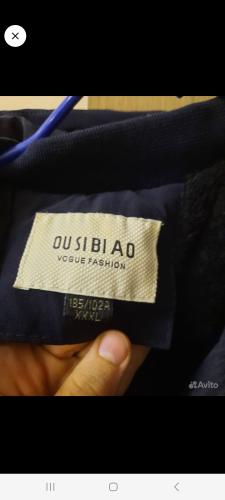 OUSIBIAO
VOGUE FASHION
185/102A
XXXL
Avito